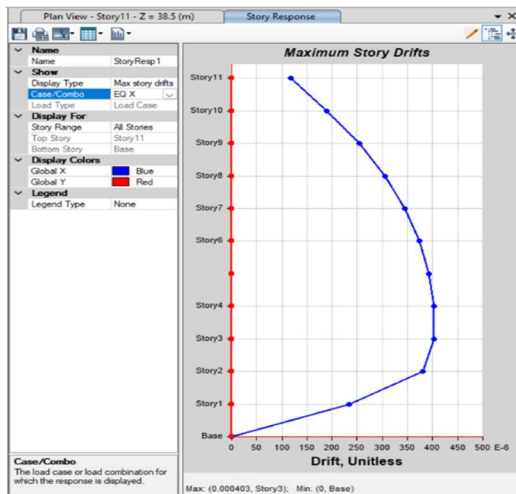 Plan View - Story11 - Z = 38.5 (m)
Story Response
Name
Name StoryResp1
Show
Display Type Max story drifts
Case/Combo EQ X
Load Type Load Case
Display For
Story Range All Stories
Top Story Story11
Bottom Story Base
Display Colors
Global X Blue
Global Y Red
Legend
Legend Type None
Case/Combo
The load case or load combination for
which the response is displayed.
Maximum Story Drifts
Story11
Story10
Story9
Story8
Story7
Story6
Story4
Story3
Story2
Story1
Base
0 50 100 150 200 250 300 350 400 450 500 E-6
Drift, Unitless
Max: (0.000403, Story3); Min: (0, Base)